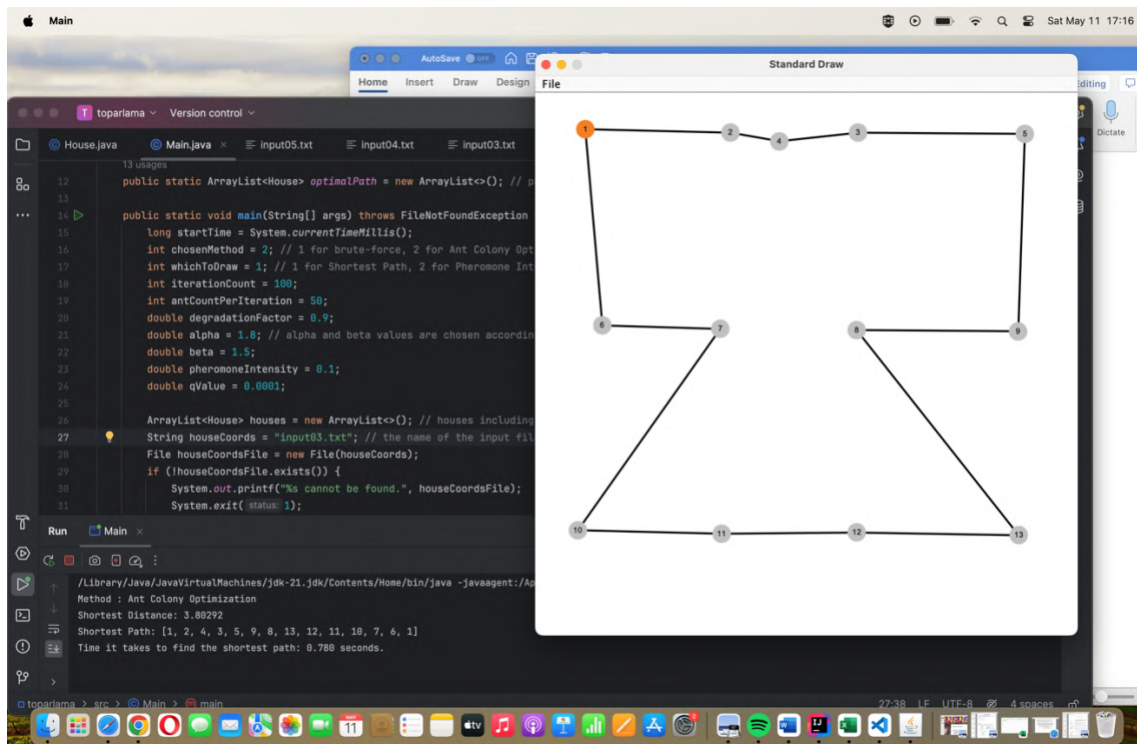 Main
Sat May 11 17:16
AutoSave OFF
Home Insert Draw Design
Editing
Dictate
Standard Draw
File
1
2
4
3
5
6
7
8
9
10
11
12
13
T toparlama Version control
House.java Main.java × input05.txt input04.txt input03.txt
13 usages
12 public static ArrayList<House> optimalPath = new ArrayList<>(); // p
13
14 public static void main(String[] args) throws FileNotFoundException
15 long startTime = System.currentTimeMillis();
16 int chosenMethod = 2; // 1 for brute-force, 2 for Ant Colony Opt
17 int whichToDraw = 1; // 1 for Shortest Path, 2 for Pheromone Int
18 int iterationCount = 100;
19 int antCountPerIteration = 50;
20 double degradationFactor = 0.9;
21 double alpha = 1.8; // alpha and beta values are chosen accordin
22 double beta = 1.5;
23 double pheromoneIntensity = 0.1;
24 double qValue = 0.0001;
25
26 ArrayList<House> houses = new ArrayList<>(); // houses including
27 String houseCoords = "input03.txt"; // the name of the input fil
28 File houseCoordsFile = new File(houseCoords);
29 if (!houseCoordsFile.exists()) {
30 System.out.printf("%s cannot be found.", houseCoordsFile);
31 System.exit( status: 1);
Run Main ×
/Library/Java/JavaVirtualMachines/jdk-21.jdk/Contents/Home/bin/java -javaagent:/Ap
Method : Ant Colony Optimization
Shortest Distance: 3.80292
Shortest Path: [1, 2, 4, 3, 5, 9, 8, 13, 12, 11, 10, 7, 6, 1]
Time it takes to find the shortest path: 0.780 seconds.
toparlama > src > Main > main
27:38 LF UTF-8 4 spaces
tv
11